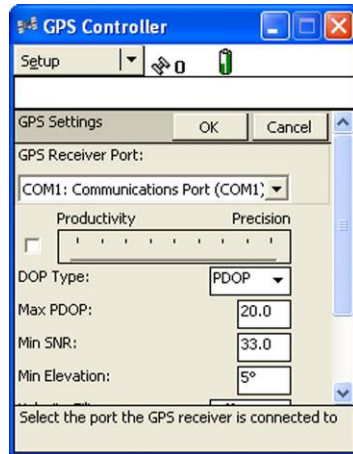 GPS Controller
Setup 0
GPS Settings OK Cancel
GPS Receiver Port:
COM1: Communications Port (COM1)
Productivity Precision
DOP Type: PDOP
Max PDOP: 20.0
Min SNR: 33.0
Min Elevation: 5°
Select the port the GPS receiver is connected to